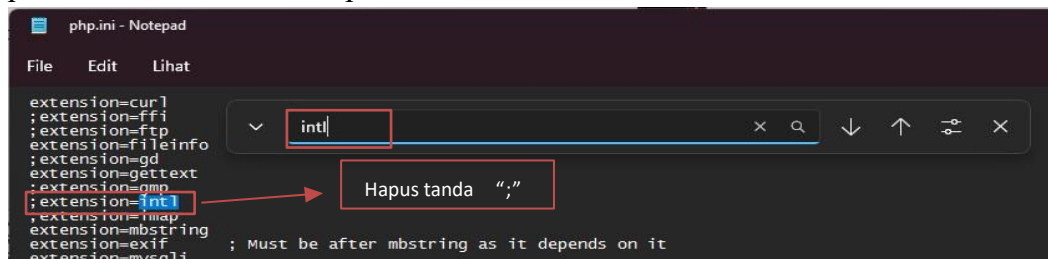 php.ini - Notepad
File Edit Lihat
extension=curl
;extension=ffi
;extension=ftp
extension=fileinfo
;extension=gd
extension=gettext
;extension=gmp
;extension=intl
;extension=imap
extension=mbstring
extension=exif ; Must be after mbstring as it depends on it
extension=mysqli
intl
Hapus tanda “;”